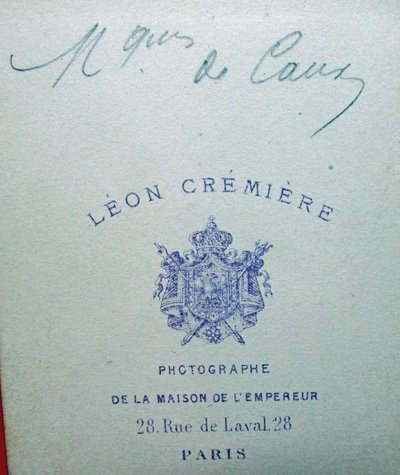 Mquis de Caux
LÉON CRÉMIÈRE
PHOTOGRAPHE
DE LA MAISON DE L'EMPEREUR
28. Rue de Laval. 28
PARIS